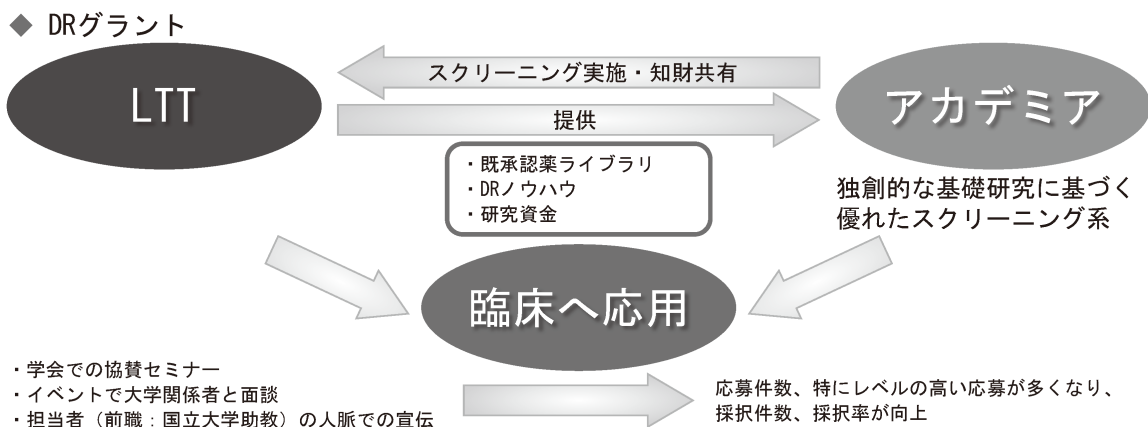 ◆ DRグラント
LTT
スクリーニング実施・知財共有
アカデミア
提供
・既承認薬ライブラリ
・DRノウハウ
・研究資金
独創的な基礎研究に基づく
優れたスクリーニング系
臨床へ応用
・学会での協賛セミナー
・イベントで大学関係者と面談
・担当者（前職：国立大学助教）の人脈での宣伝
応募件数、特にレベルの高い応募が多くなり、
採択件数、採択率が向上